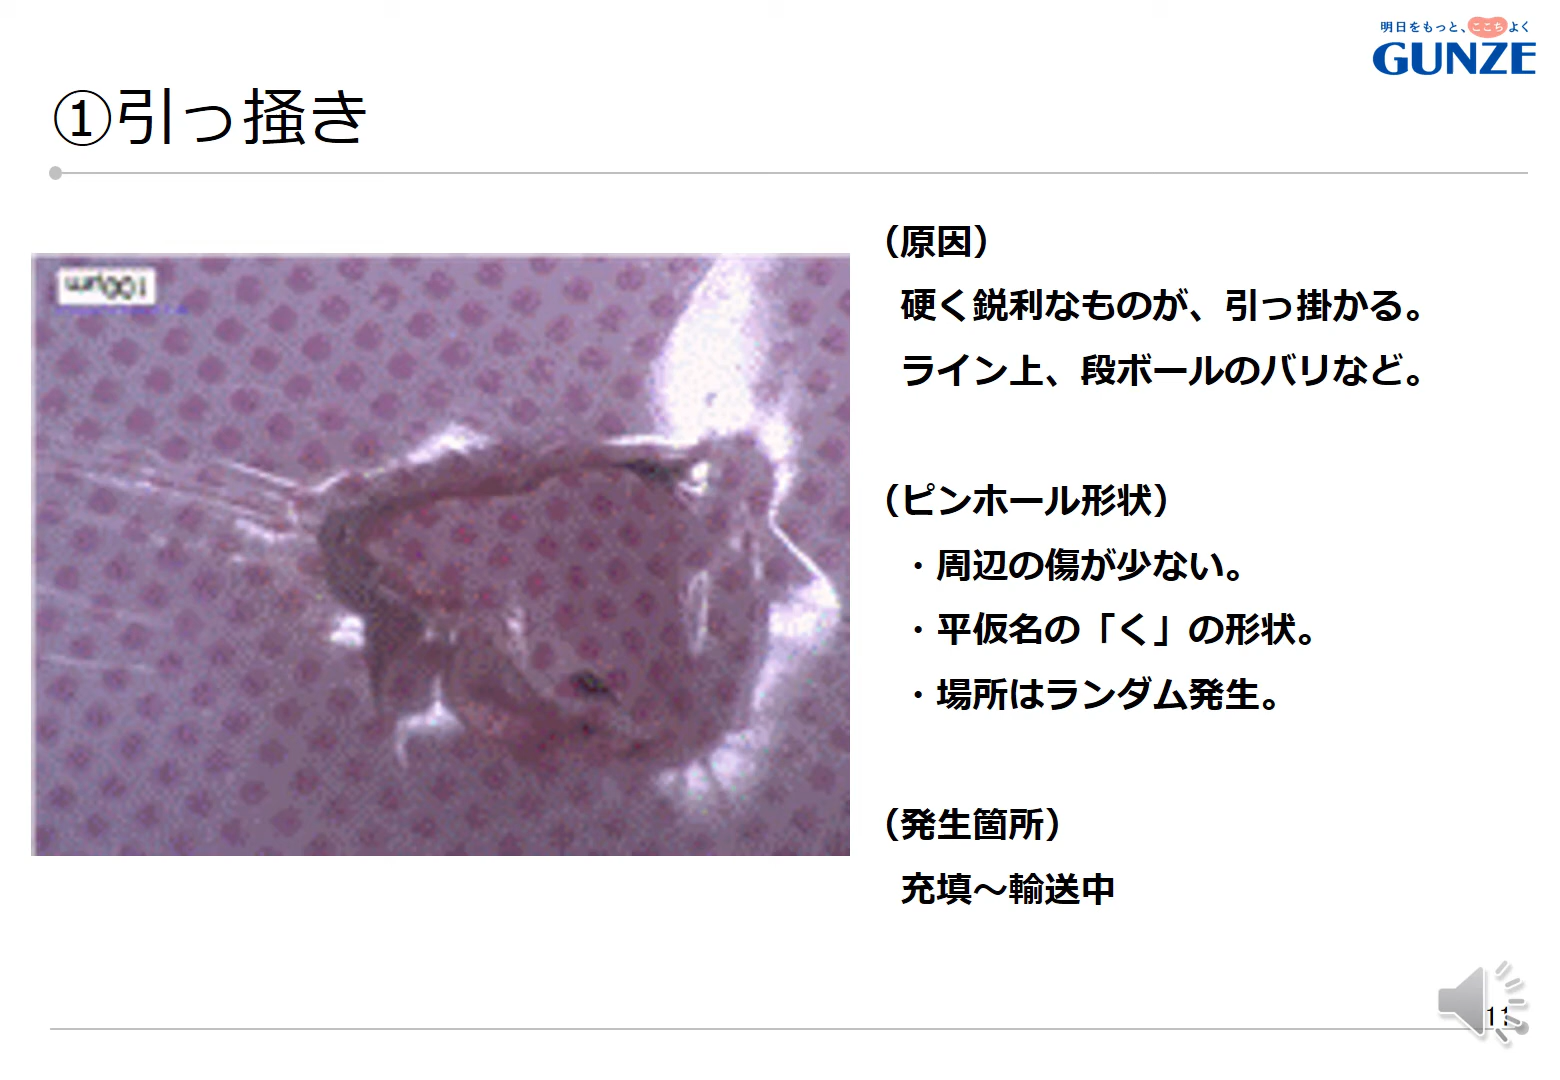 明日をもっと、ここちよく
GUNZE
①引っ掻き
100μm
（原因）
硬く鋭利なものが、引っ掛かる。
ライン上、段ボールのバリなど。
（ピンホール形状）
・周辺の傷が少ない。
・平仮名の「く」の形状。
・場所はランダム発生。
（発生箇所）
充填～輸送中
11